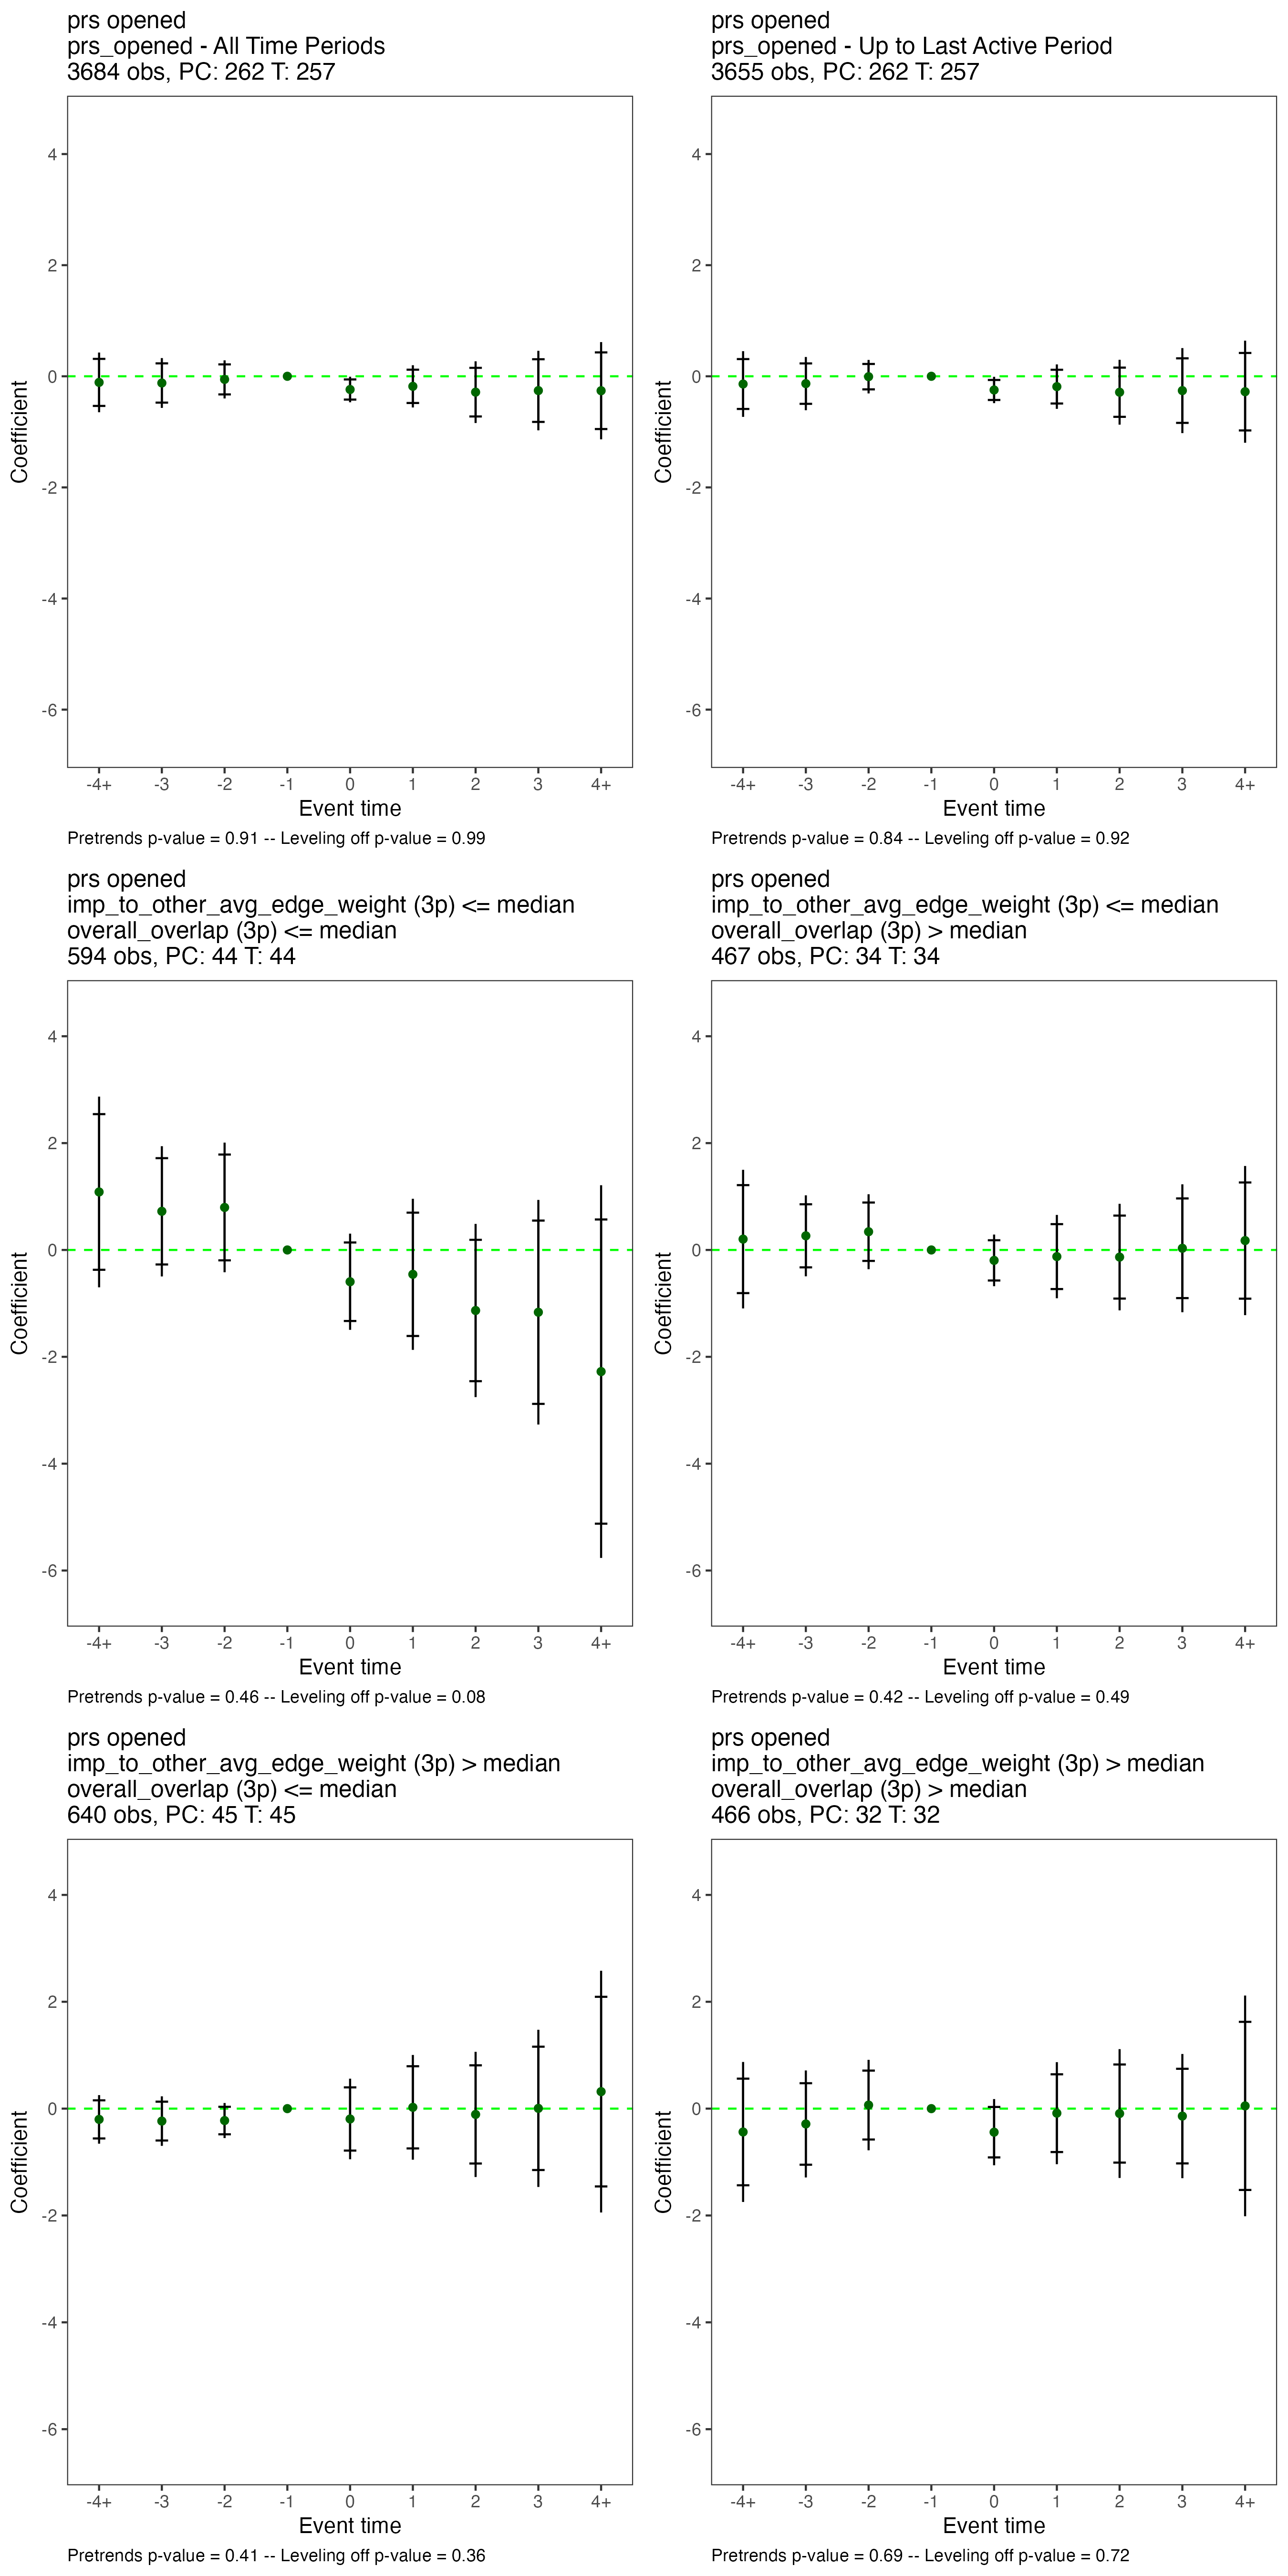 prs opened
prs_opened - All Time Periods
3684 obs, PC: 262 T: 257
4
2
0
-2
-4
-6
Coefficient
-4+ -3 -2 -1 0 1 2 3 4+
Event time
Pretrends p-value = 0.91 -- Leveling off p-value = 0.99
prs opened
prs_opened - Up to Last Active Period
3655 obs, PC: 262 T: 257
4
2
0
-2
-4
-6
Coefficient
-4+ -3 -2 -1 0 1 2 3 4+
Event time
Pretrends p-value = 0.84 -- Leveling off p-value = 0.92
prs opened
imp_to_other_avg_edge_weight (3p) <= median
overall_overlap (3p) <= median
594 obs, PC: 44 T: 44
4
2
0
-2
-4
-6
Coefficient
-4+ -3 -2 -1 0 1 2 3 4+
Event time
Pretrends p-value = 0.46 -- Leveling off p-value = 0.08
prs opened
imp_to_other_avg_edge_weight (3p) <= median
overall_overlap (3p) > median
467 obs, PC: 34 T: 34
4
2
0
-2
-4
-6
Coefficient
-4+ -3 -2 -1 0 1 2 3 4+
Event time
Pretrends p-value = 0.42 -- Leveling off p-value = 0.49
prs opened
imp_to_other_avg_edge_weight (3p) > median
overall_overlap (3p) <= median
640 obs, PC: 45 T: 45
4
2
0
-2
-4
-6
Coefficient
-4+ -3 -2 -1 0 1 2 3 4+
Event time
Pretrends p-value = 0.41 -- Leveling off p-value = 0.36
prs opened
imp_to_other_avg_edge_weight (3p) > median
overall_overlap (3p) > median
466 obs, PC: 32 T: 32
4
2
0
-2
-4
-6
Coefficient
-4+ -3 -2 -1 0 1 2 3 4+
Event time
Pretrends p-value = 0.69 -- Leveling off p-value = 0.72